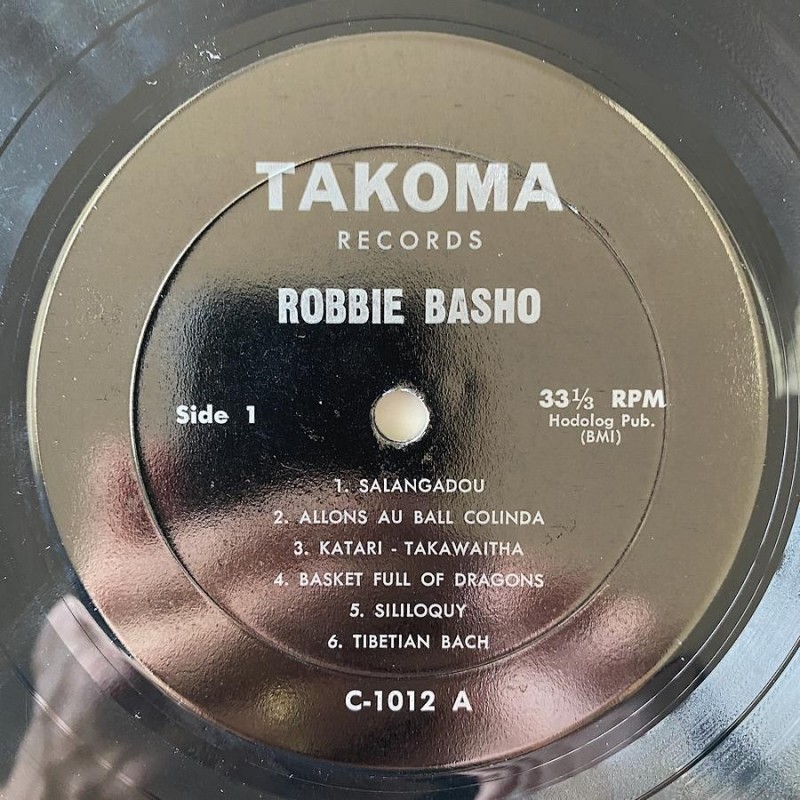 TAKOMA
RECORDS
ROBBIE BASHO
Side 1
33⅓ RPM
Hodolog Pub.
(BMI)
1. SALANGADOU
2. ALLONS AU BALL COLINDA
3. KATARI - TAKAWAITHA
4. BASKET FULL OF DRAGONS
5. SILILOQUY
6. TIBETIAN BACH
C-1012 A